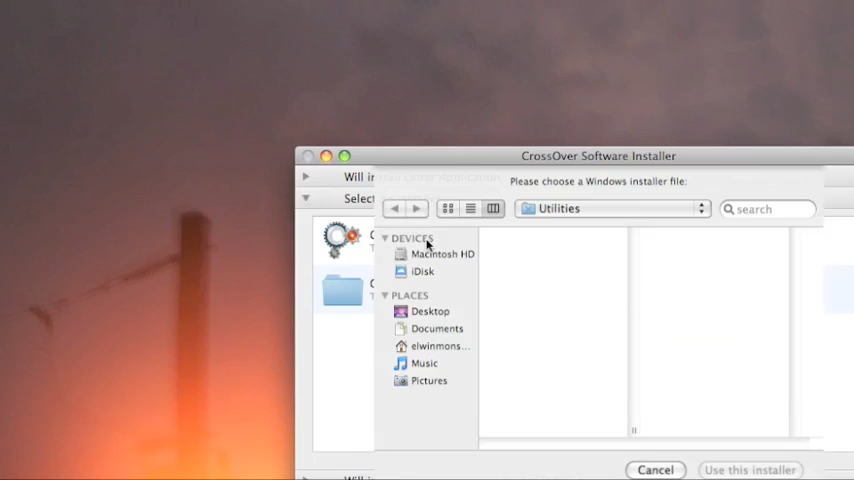 CrossOver Software Installer
Will in
Please choose a Windows installer file:
Select
Utilities
search
DEVICES
Macintosh HD
iDisk
PLACES
Desktop
Documents
elwinmons...
Music
Pictures
Cancel
Use this installer